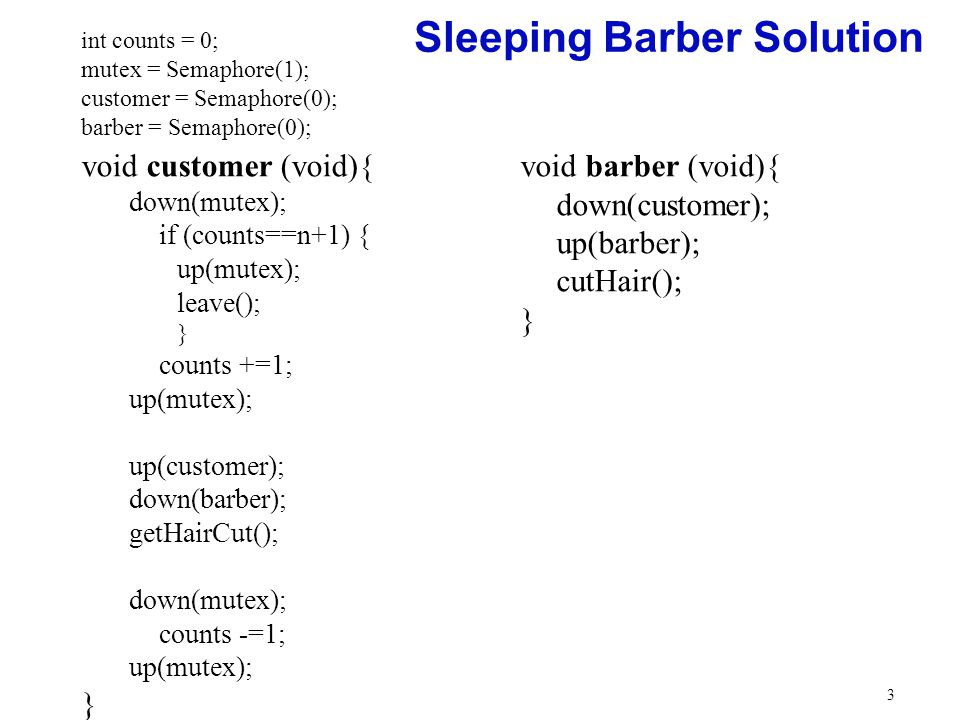 Sleeping Barber Solution
int counts = 0;
mutex = Semaphore(1);
customer = Semaphore(0);
barber = Semaphore(0);
void customer (void){
down(mutex);
if (counts==n+1) {
up(mutex);
leave();
}
counts +=1;
up(mutex);
up(customer);
down(barber);
getHairCut();
down(mutex);
counts -=1;
up(mutex);
}
void barber (void){
down(customer);
up(barber);
cutHair();
}
3